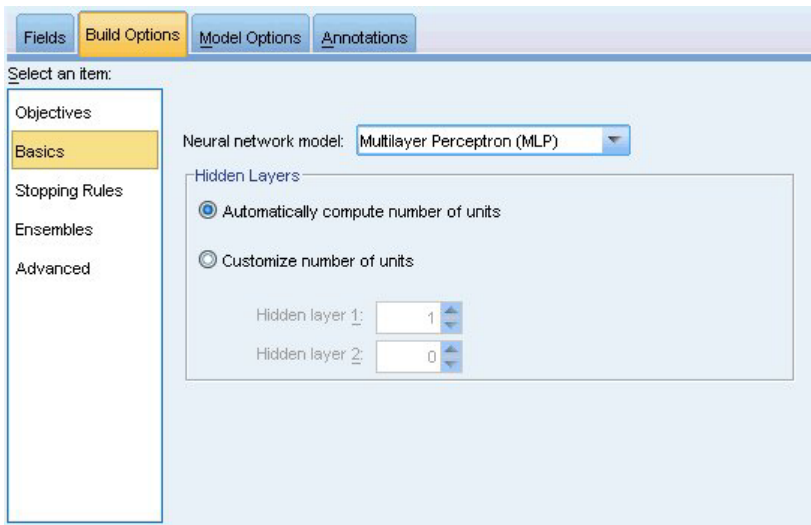 Fields Build Options Model Options Annotations
Select an item:
Objectives
Basics
Stopping Rules
Ensembles
Advanced
Neural network model: Multilayer Perceptron (MLP)
Hidden Layers
Automatically compute number of units
Customize number of units
Hidden layer 1: 1
Hidden layer 2: 0